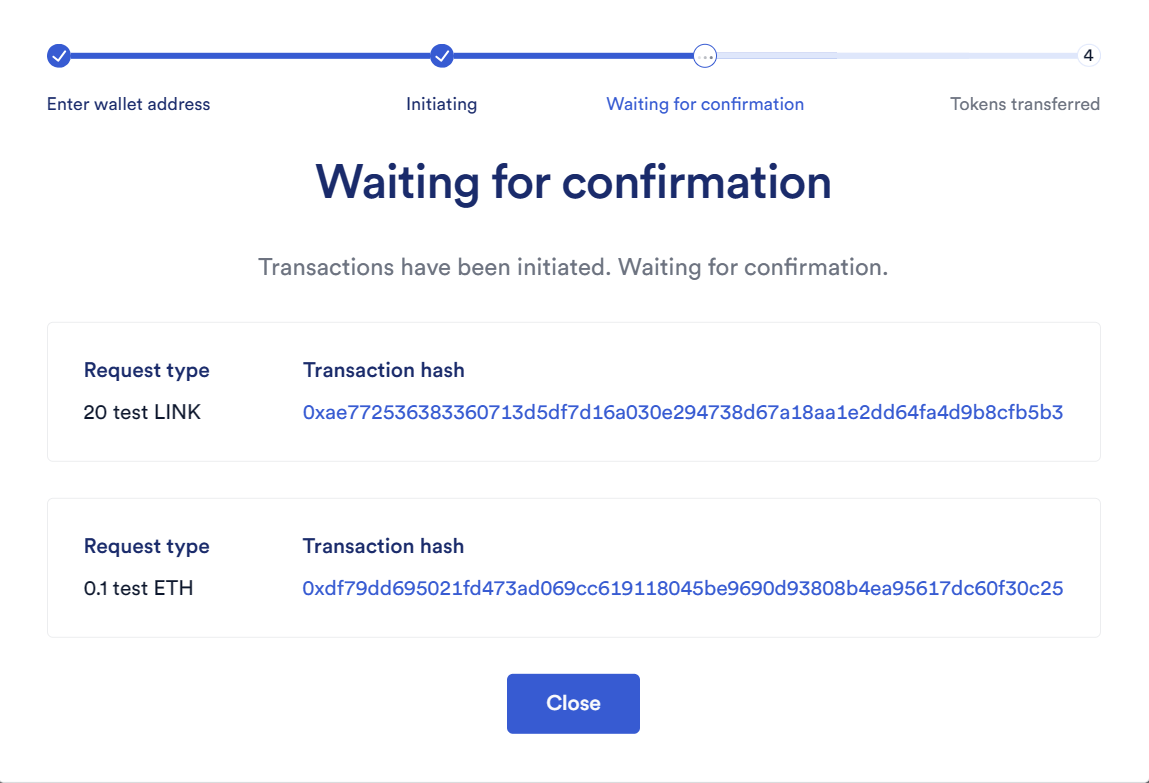 4
Enter wallet address
Initiating
Waiting for confirmation
Tokens transferred
Waiting for confirmation
Transactions have been initiated. Waiting for confirmation.
Request type
Transaction hash
20 test LINK
0xae772536383360713d5df7d16a030e294738d67a18aa1e2dd64fa4d9b8cfb5b3
Request type
Transaction hash
0.1 test ETH
0xdf79dd695021fd473ad069cc619118045be9690d93808b4ea95617dc60f30c25
Close